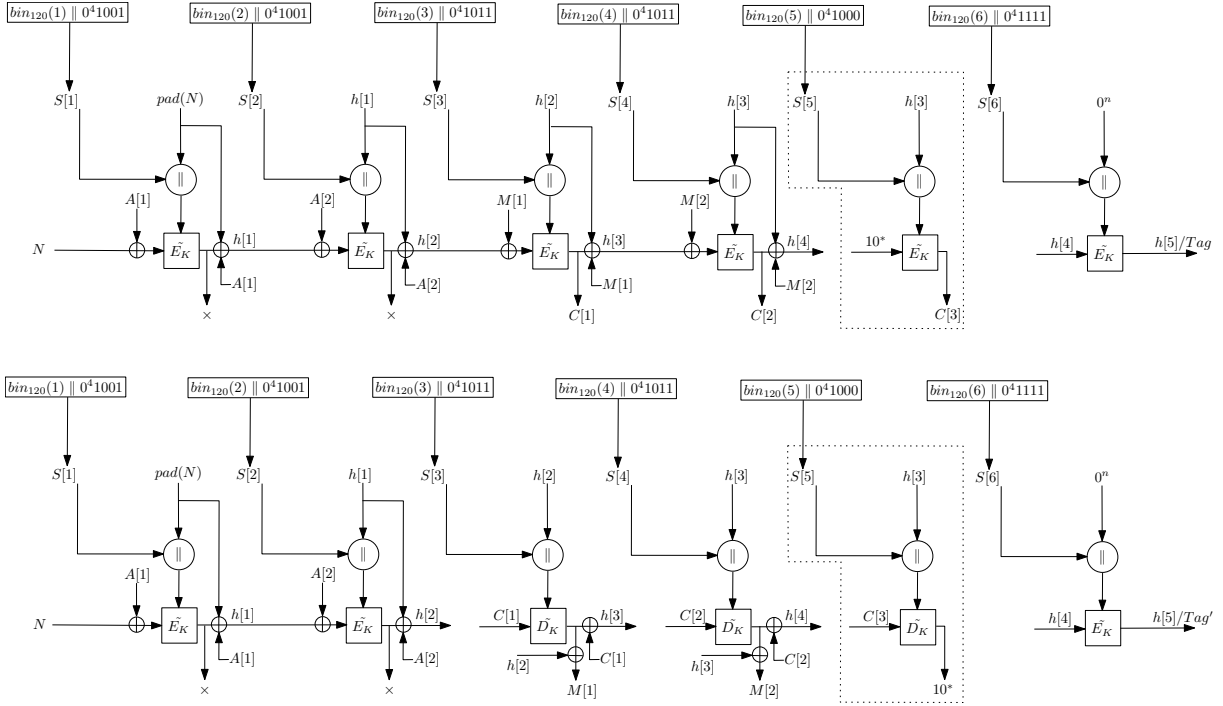 bin₁₂₀(1) ∥ 0⁴1001 bin₁₂₀(2) ∥ 0⁴1001 bin₁₂₀(3) ∥ 0⁴1011 bin₁₂₀(4) ∥ 0⁴1011 bin₁₂₀(5) ∥ 0⁴1000 bin₁₂₀(6) ∥ 0⁴1111
S[1] pad(N) S[2] h[1] S[3] h[2] S[4] h[3] S[5] h[3] S[6] 0ⁿ
∥ ∥ ∥ ∥ ∥ ∥
A[1] A[2] M[1] M[2]
N Ẽ_K h[1] Ẽ_K h[2] Ẽ_K h[3] Ẽ_K h[4] 10* Ẽ_K h[4] Ẽ_K h[5]/Tag
A[1] A[2] M[1] M[2]
× × C[1] C[2] C[3]
bin₁₂₀(1) ∥ 0⁴1001 bin₁₂₀(2) ∥ 0⁴1001 bin₁₂₀(3) ∥ 0⁴1011 bin₁₂₀(4) ∥ 0⁴1011 bin₁₂₀(5) ∥ 0⁴1000 bin₁₂₀(6) ∥ 0⁴1111
S[1] pad(N) S[2] h[1] S[3] h[2] S[4] h[3] S[5] h[3] S[6] 0ⁿ
∥ ∥ ∥ ∥ ∥ ∥
A[1] A[2]
N Ẽ_K h[1] Ẽ_K h[2] C[1] D̃_K h[3] C[2] D̃_K h[4] C[3] D̃_K h[4] Ẽ_K h[5]/Tag′
A[1] A[2] h[2] C[1] h[3] C[2]
× × M[1] M[2] 10*